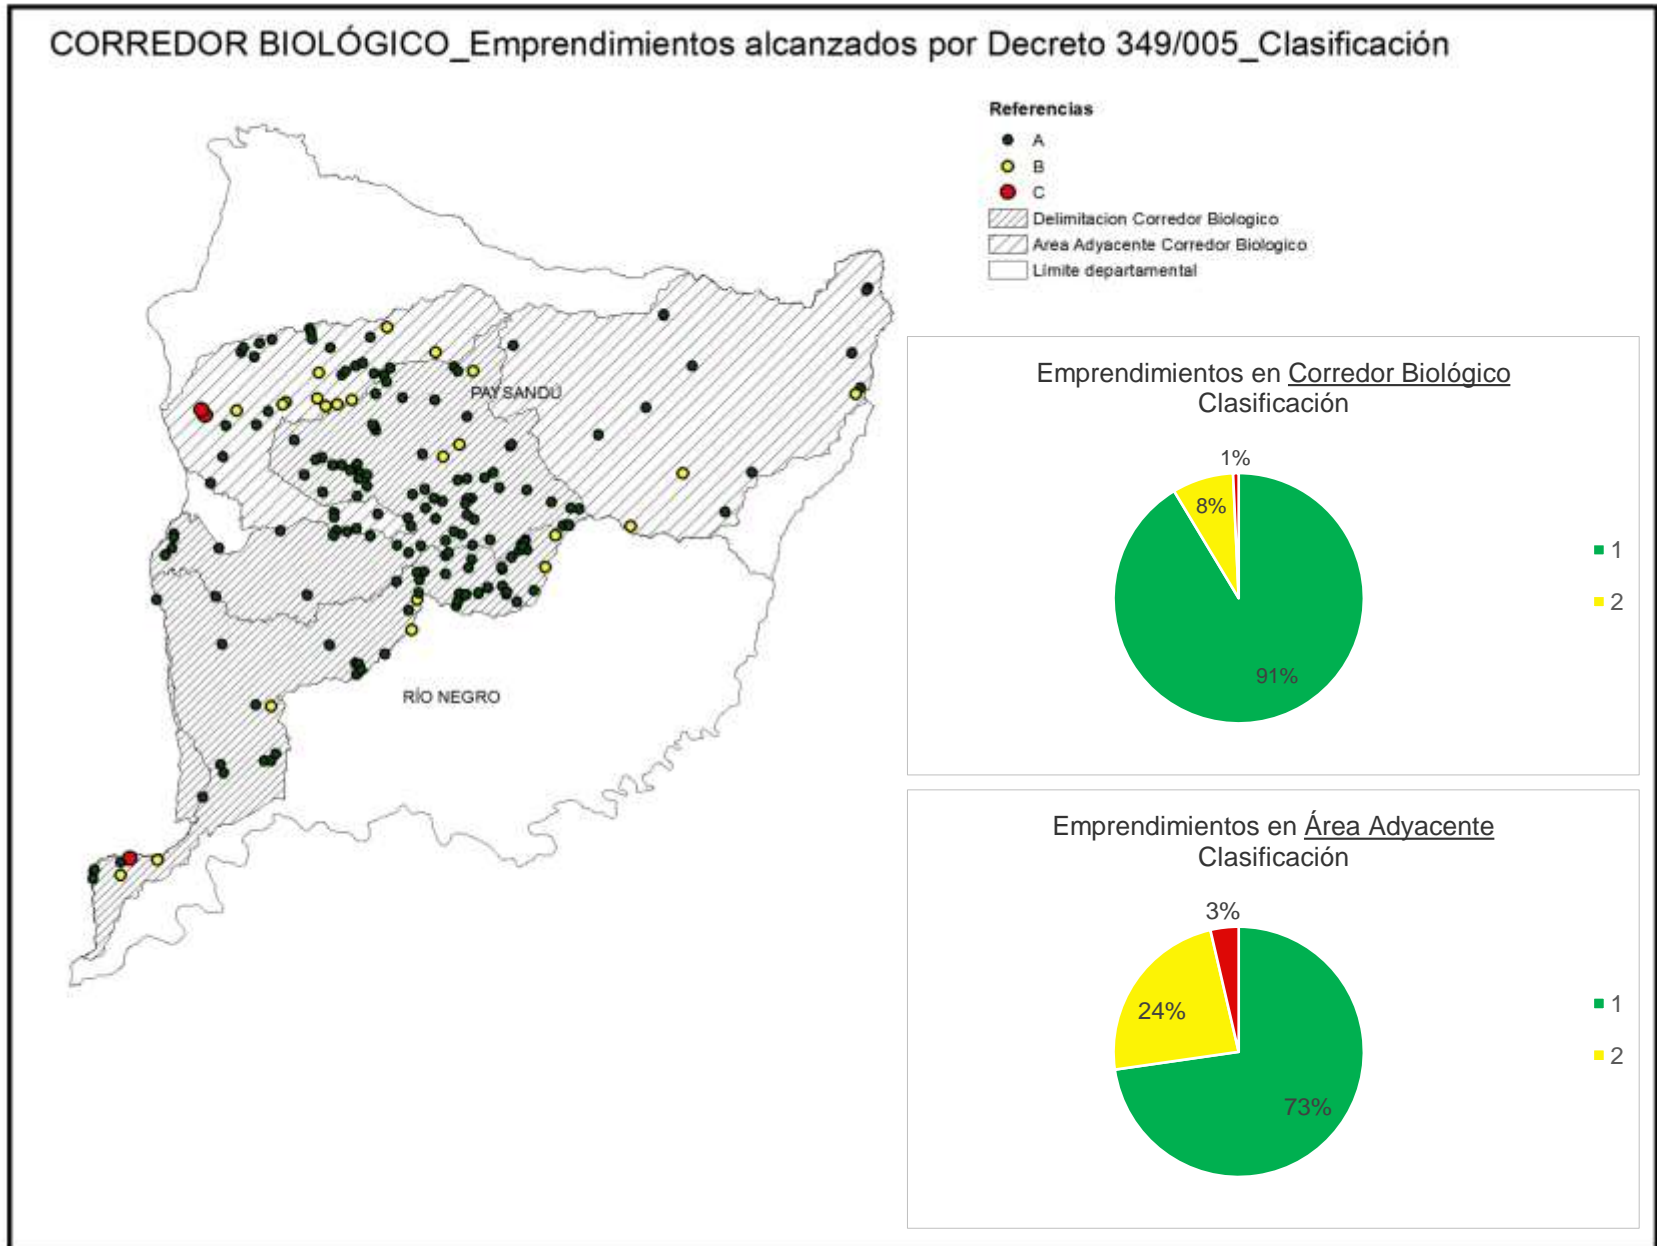 CORREDOR BIOLÓGICO_Emprendimientos alcanzados por Decreto 349/005_Clasificación
Referencias
A
B
C
Delimitacion Corredor Biologico
Area Adyacente Corredor Biologico
Límite departamental
PAYSANDÚ
RÍO NEGRO
Emprendimientos en Corredor Biológico
Clasificación
1%
8%
91%
1
2
Emprendimientos en Área Adyacente
Clasificación
3%
24%
73%
1
2